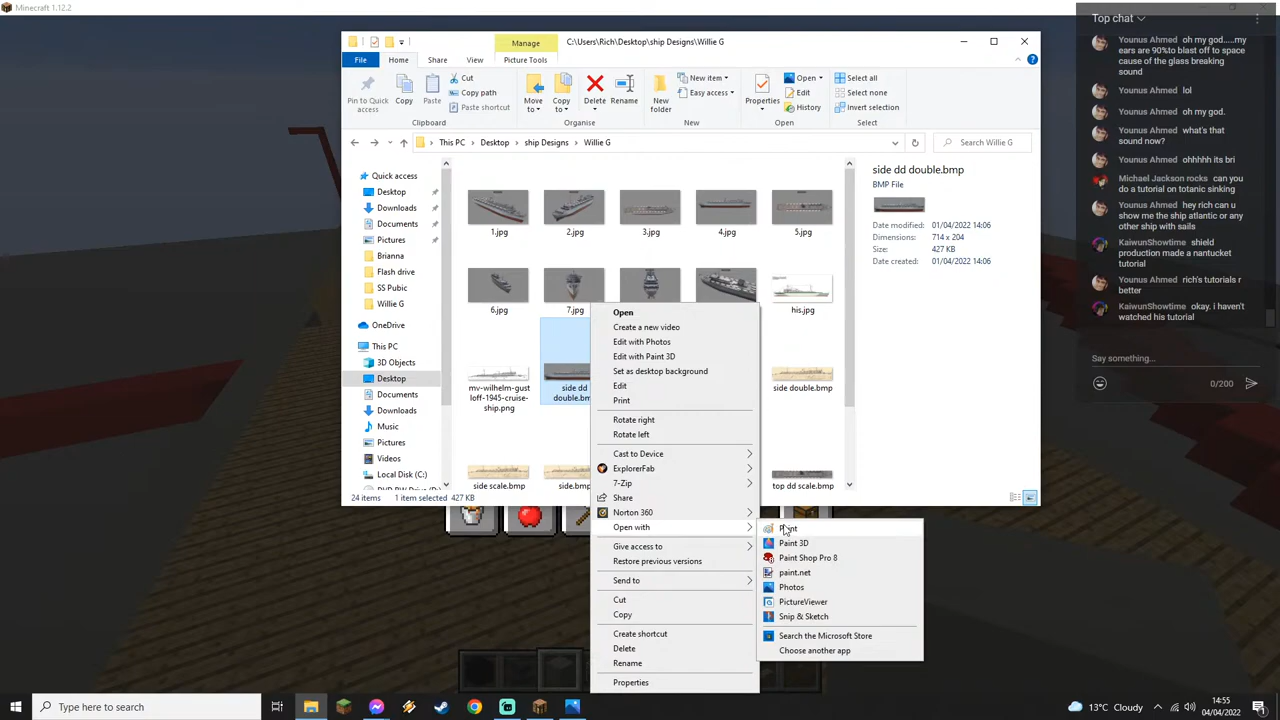 Minecraft 1.12.2
Manage
C:\Users\Rich\Desktop\ship Designs\Willie G
File
Home
Share
View
Picture Tools
Pin to Quick
access
Copy
Paste
Cut
Copy path
Paste shortcut
Clipboard
Move
to
Copy
to
Delete
Rename
Organise
New
folder
New item
Easy access
New
Properties
Open
Edit
History
Open
Select all
Select none
Invert selection
Select
This PC
Desktop
ship Designs
Willie G
Search Willie G
Quick access
Desktop
Downloads
Documents
Pictures
Brianna
Flash drive
SS Pubic
Willie G
OneDrive
This PC
3D Objects
Desktop
Documents
Downloads
Music
Pictures
Videos
Local Disk (C:)
1.jpg
2.jpg
3.jpg
4.jpg
5.jpg
6.jpg
7.jpg
his.jpg
mv-wilhelm-gust
loff-1945-cruise-
ship.png
side dd
double.bm
side double.bmp
side scale.bmp
side.bmp
top dd scale.bmp
24 items
1 item selected
427 KB
side dd double.bmp
BMP File
Date modified:
01/04/2022 14:06
Dimensions:
714 x 204
Size:
427 KB
Date created:
01/04/2022 14:06
Open
Create a new video
Edit with Photos
Edit with Paint 3D
Set as desktop background
Edit
Print
Rotate right
Rotate left
Cast to Device
ExplorerFab
7-Zip
Share
Norton 360
Open with
Give access to
Restore previous versions
Send to
Cut
Copy
Create shortcut
Delete
Rename
Properties
Paint
Paint 3D
Paint Shop Pro 8
paint.net
Photos
PictureViewer
Snip & Sketch
Search the Microsoft Store
Choose another app
Top chat
Younus Ahmed oh my god.....my
ears are 90%to blast off to space
cause of the glass breaking
sound
Younus Ahmed lol
Younus Ahmed oh my god.
Younus Ahmed what's that
sound now?
Younus Ahmed ohhhhh its bri
Michael Jackson rocks can you
do a tutorial on totanic sinking
Younus Ahmed hey rich can u
show me the ship atlantic or any
other ship with sails
KaiwunShowtime shield
production made a nantucket
tutorial
Younus Ahmed rich's tutorials r
better
KaiwunShowtime okay. i haven't
watched his tutorial
Say something...
0/200
Type here to search
13°C Cloudy
14:55
04/04/2022
1